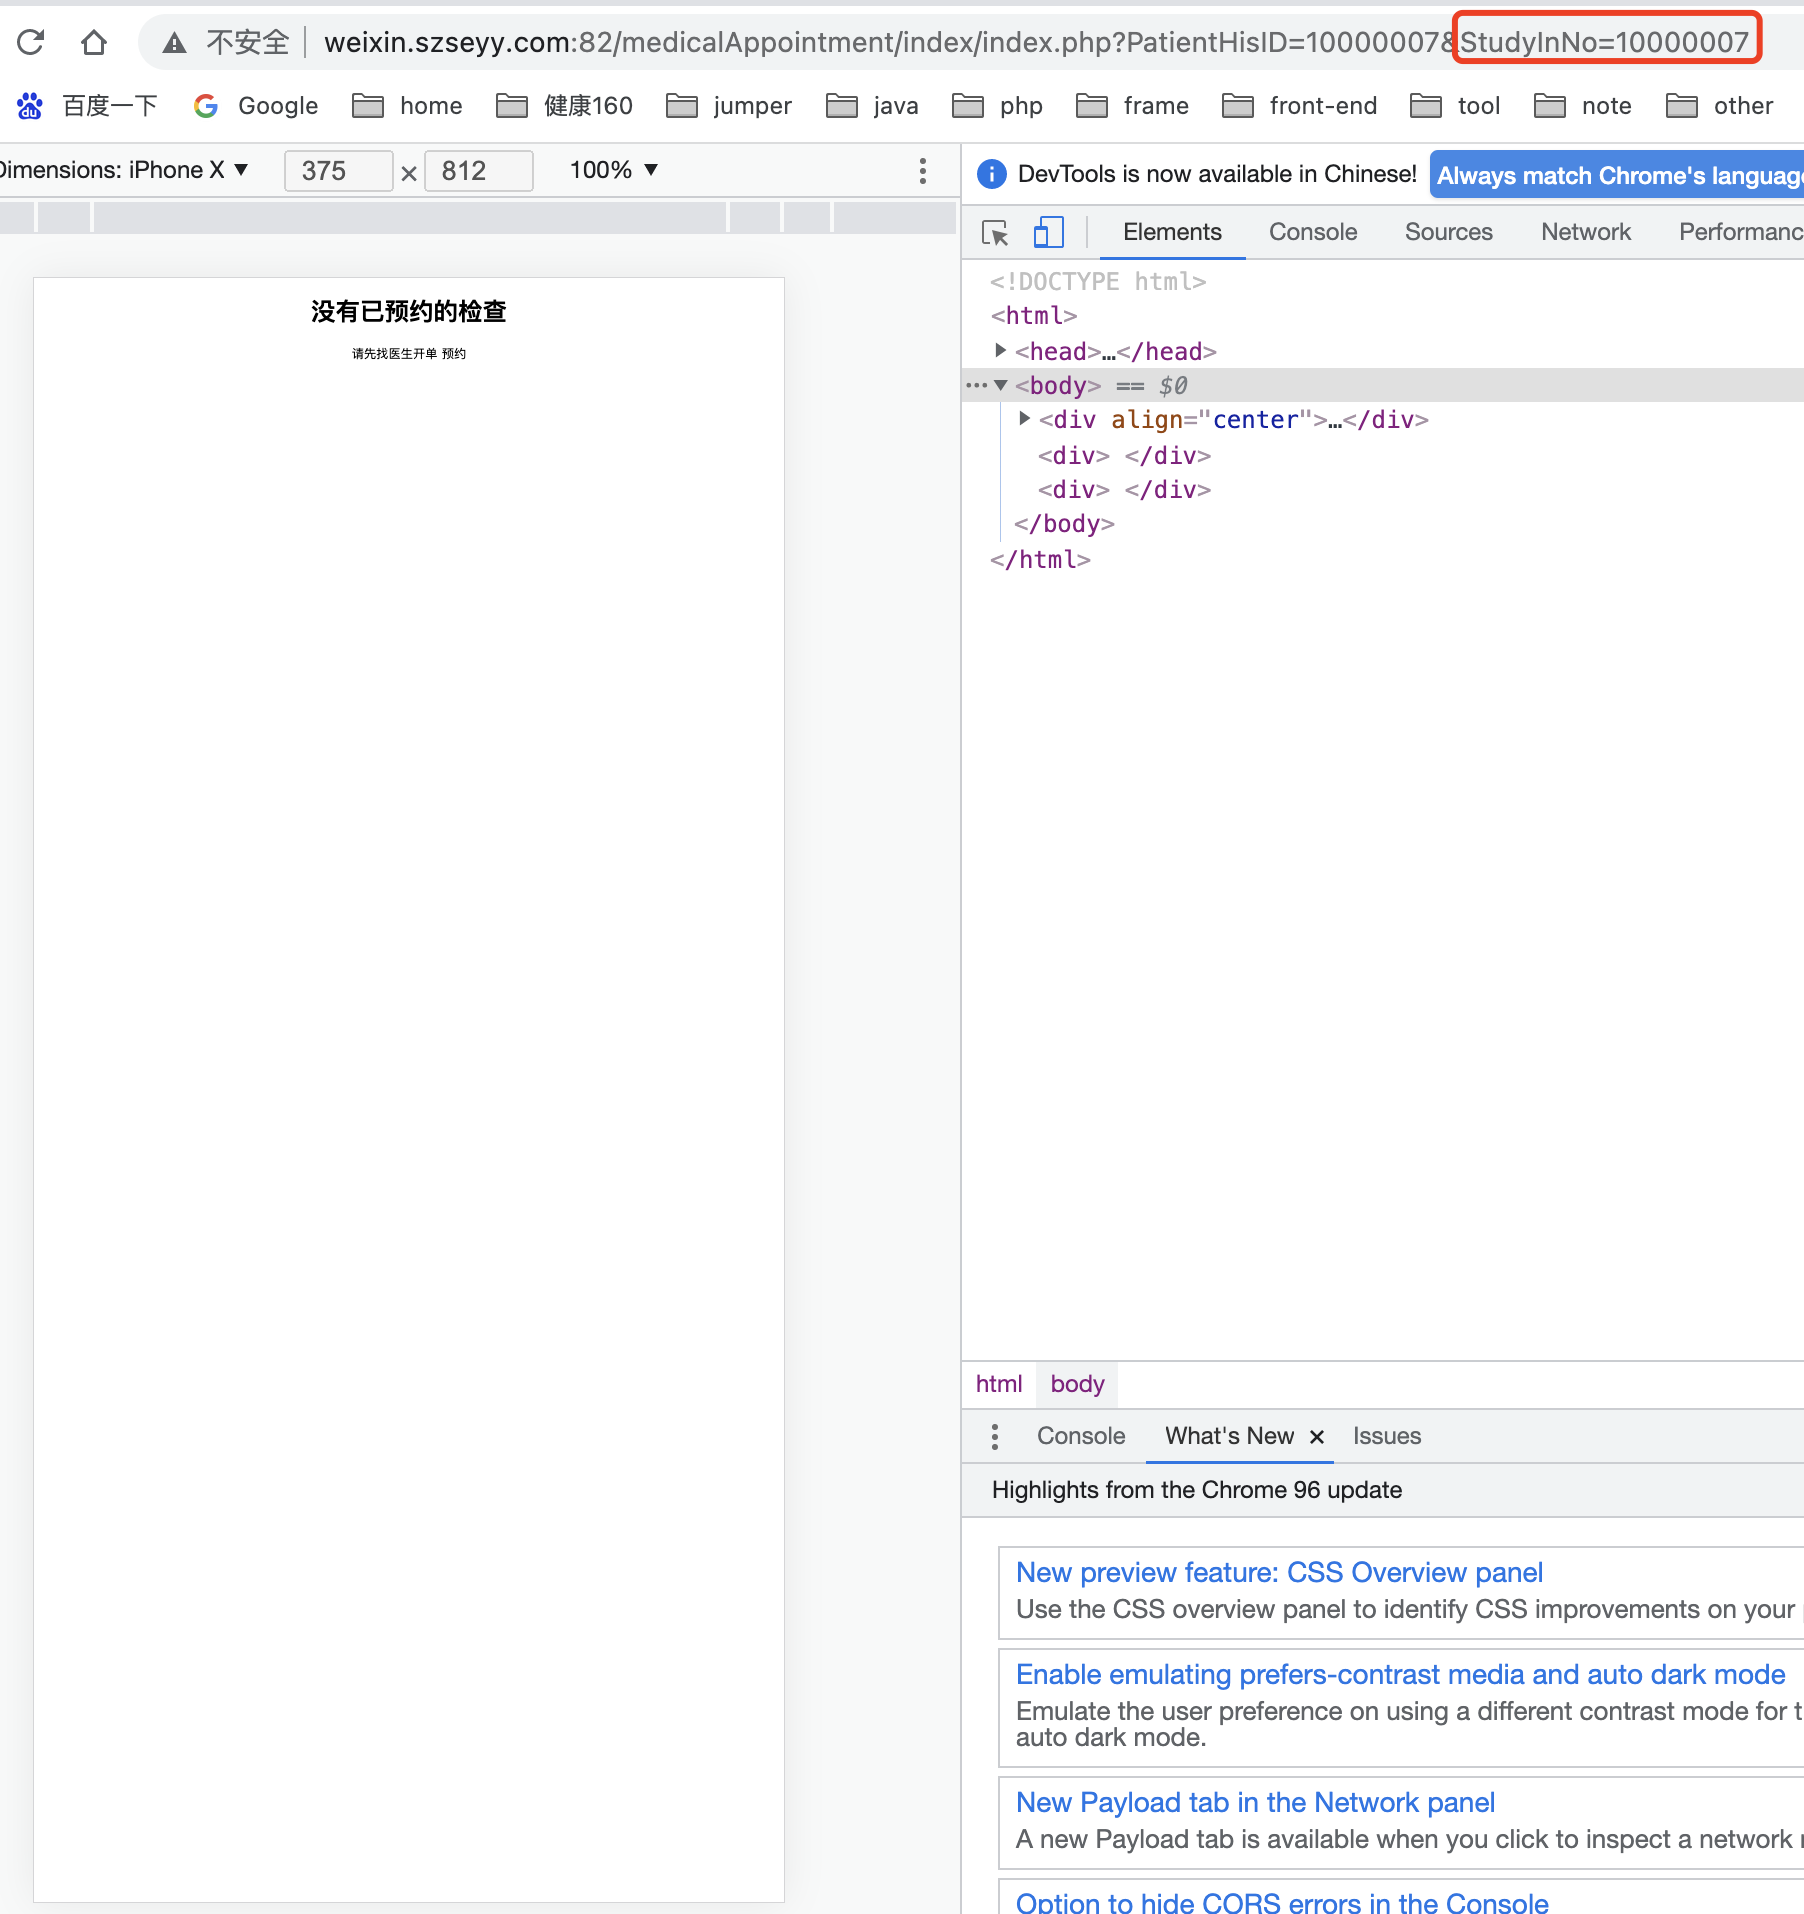 不安全 weixin.szseyy.com:82/medicalAppointment/index/index.php?PatientHisID=10000007&StudyInNo=10000007
百度一下 Google home 健康160 jumper java php frame front-end tool note other
Dimensions: iPhone X ▼ 375 × 812 100% ▼
DevTools is now available in Chinese! Always match Chrome's language
Elements Console Sources Network Performanc
没有已预约的检查
请先找医生开单 预约
<!DOCTYPE html>
<html>
<head>…</head>
<body> == $0
<div align="center">…</div>
<div> </div>
<div> </div>
</body>
</html>
html body
Console What's New × Issues
Highlights from the Chrome 96 update
New preview feature: CSS Overview panel
Use the CSS overview panel to identify CSS improvements on your
Enable emulating prefers-contrast media and auto dark mode
Emulate the user preference on using a different contrast mode for t
auto dark mode.
New Payload tab in the Network panel
A new Payload tab is available when you click to inspect a network
Option to hide CORS errors in the Console